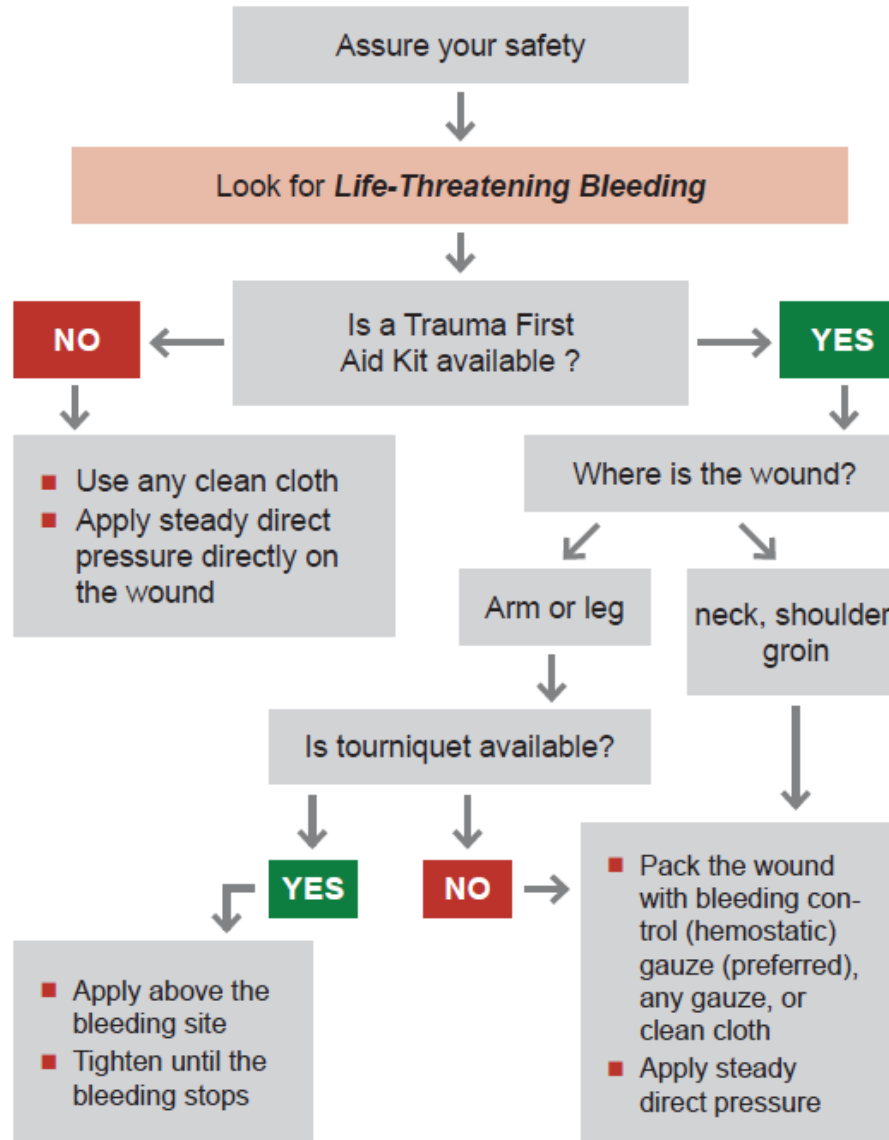 Assure your safety
Look for Life-Threatening Bleeding
Is a Trauma First
Aid Kit available ?
NO
YES
■ Use any clean cloth
■ Apply steady direct
pressure directly on
the wound
Where is the wound?
Arm or leg
neck, shoulder
groin
Is tourniquet available?
YES
NO
■ Apply above the
bleeding site
■ Tighten until the
bleeding stops
■ Pack the wound
with bleeding con-
trol (hemostatic)
gauze (preferred),
any gauze, or
clean cloth
■ Apply steady
direct pressure